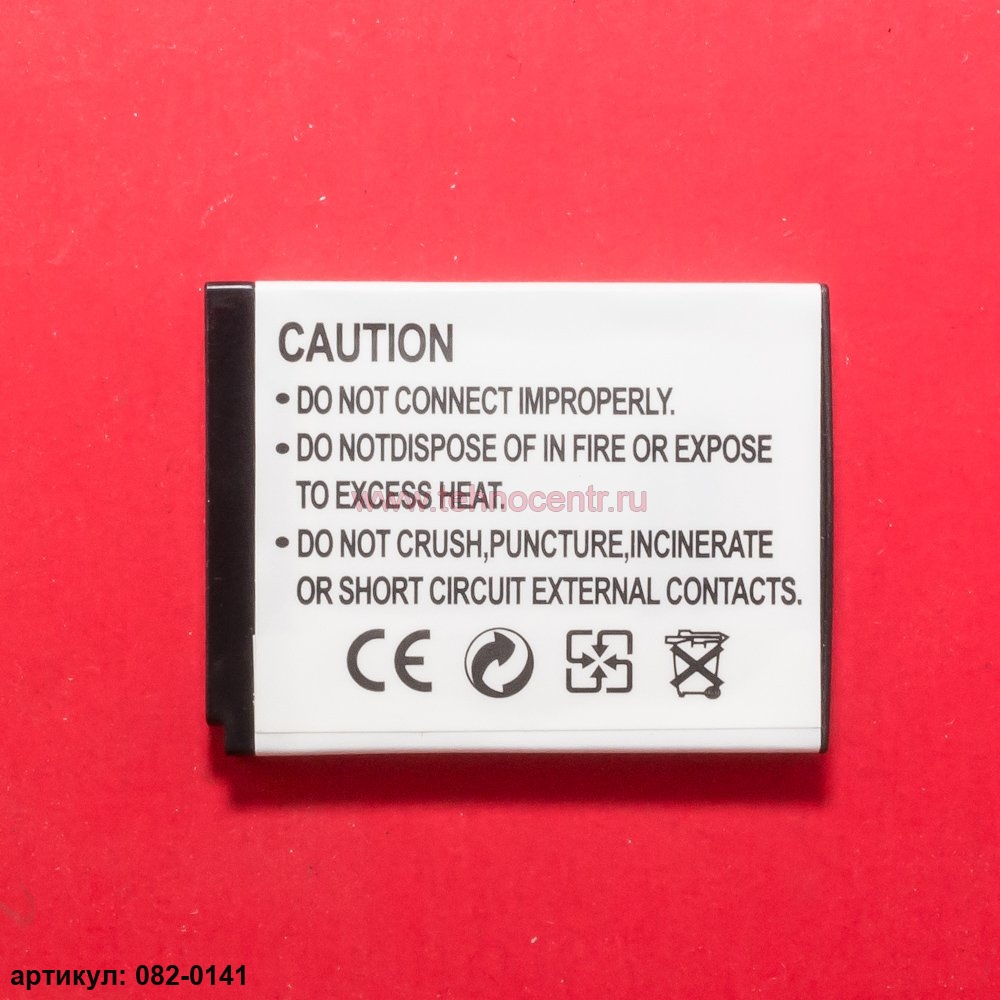 CAUTION
• DO NOT CONNECT IMPROPERLY.
• DO NOTDISPOSE OF IN FIRE OR EXPOSE
TO EXCESS HEAT.
www.tehnocentr.ru
• DO NOT CRUSH,PUNCTURE,INCINERATE
OR SHORT CIRCUIT EXTERNAL CONTACTS.
CE
артикул: 082-0141